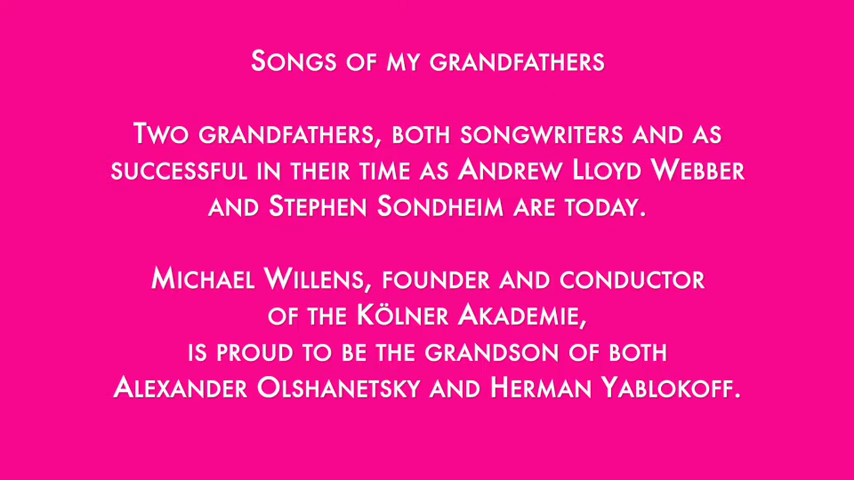 Songs of my grandfathers
Two grandfathers, both songwriters and as
successful in their time as Andrew Lloyd Webber
and Stephen Sondheim are today.
Michael Willens, founder and conductor
of the Kölner Akademie,
is proud to be the grandson of both
Alexander Olshanetsky and Herman Yablokoff.